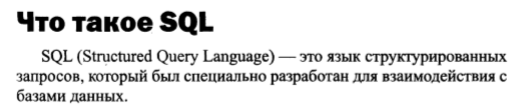 Что такое SQL
SQL (Structured Query Language) — это язык структурированных
запросов, который был специально разработан для взаимодействия с
базами данных.